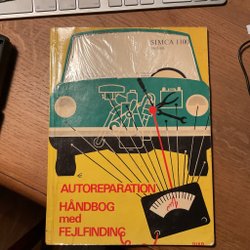 SIMCA 1100
AUTOREPARATION
HÅNDBOG
med
FEJLFINDING